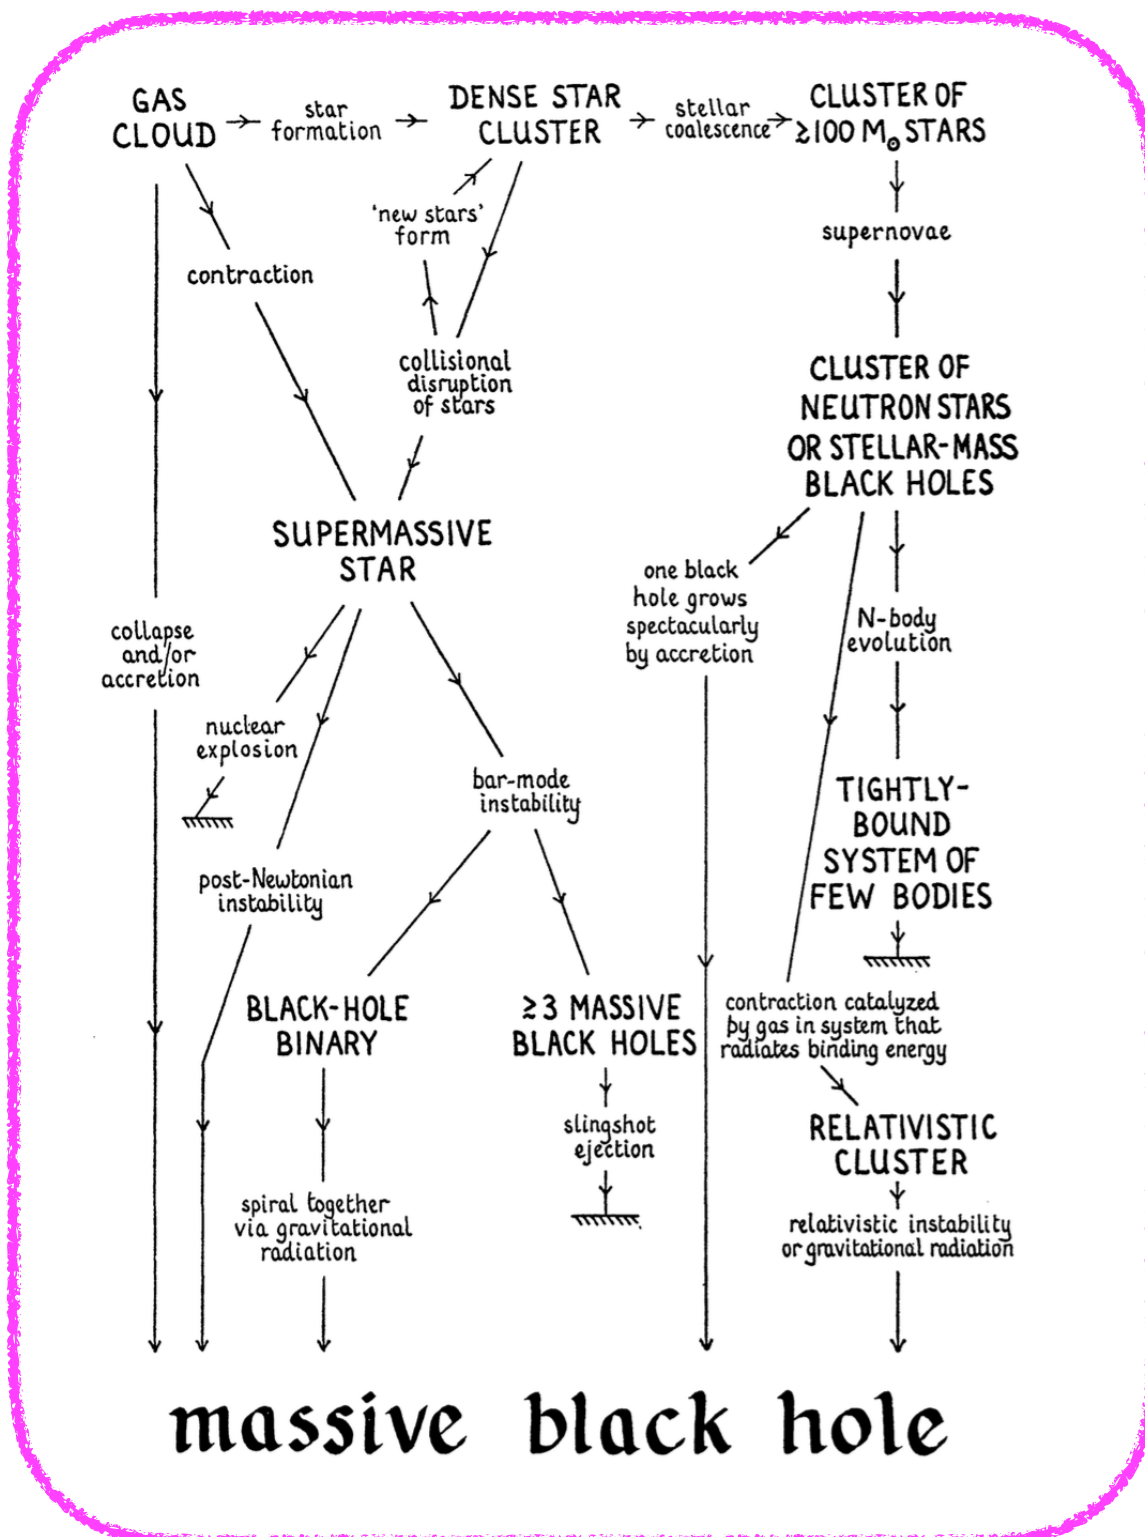 GAS
CLOUD
star
formation
DENSE STAR
CLUSTER
stellar
coalescence
CLUSTER OF
≥100 M⊙ STARS
'new stars'
form
supernovae
contraction
collisional
disruption
of stars
CLUSTER OF
NEUTRON STARS
OR STELLAR-MASS
BLACK HOLES
SUPERMASSIVE
STAR
one black
hole grows
spectacularly
by accretion
N-body
evolution
collapse
and/or
accretion
nuclear
explosion
bar-mode
instability
TIGHTLY-
BOUND
SYSTEM OF
FEW BODIES
post-Newtonian
instability
BLACK-HOLE
BINARY
≥3 MASSIVE
BLACK HOLES
contraction catalyzed
by gas in system that
radiates binding energy
slingshot
ejection
RELATIVISTIC
CLUSTER
spiral together
via gravitational
radiation
relativistic instability
or gravitational radiation
massive black hole